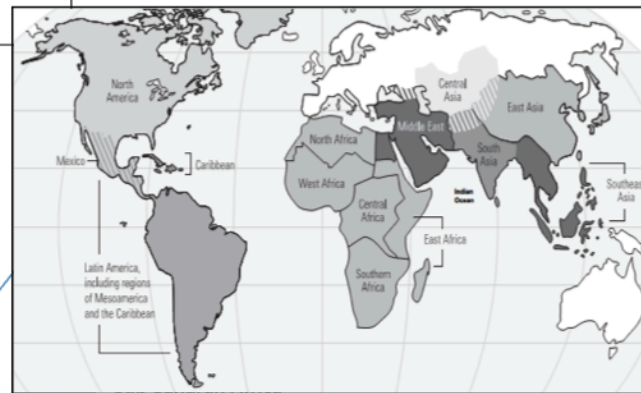 North
America
Mexico
Caribbean
Latin America,
including regions
of Mesoamerica
and the Caribbean
North Africa
West Africa
Central
Africa
East Africa
Southern
Africa
Middle East
Central
Asia
East Asia
South
Asia
Indian
Ocean
Southeast
Asia